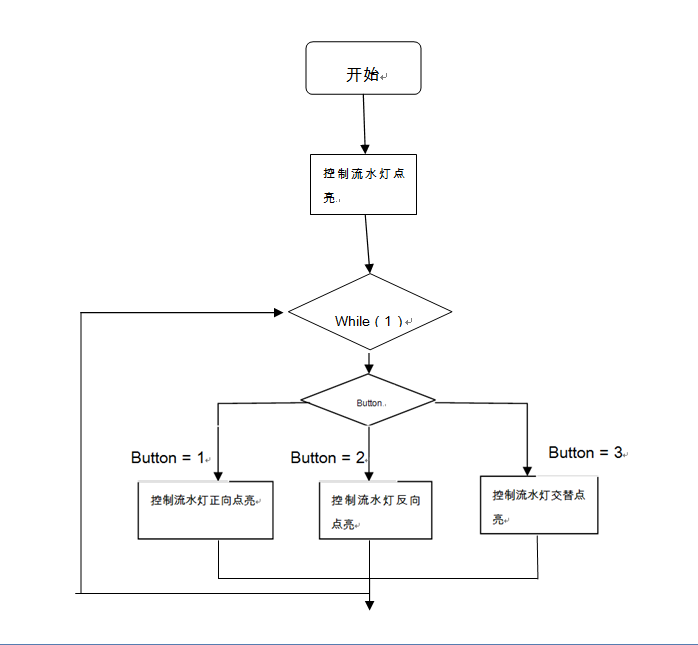 开始
控制流水灯点
亮
While（1）
Button
Button = 1
Button = 2
Button = 3
控制流水灯正向点亮
控制流水灯反向
点亮
控制流水灯交替点
亮